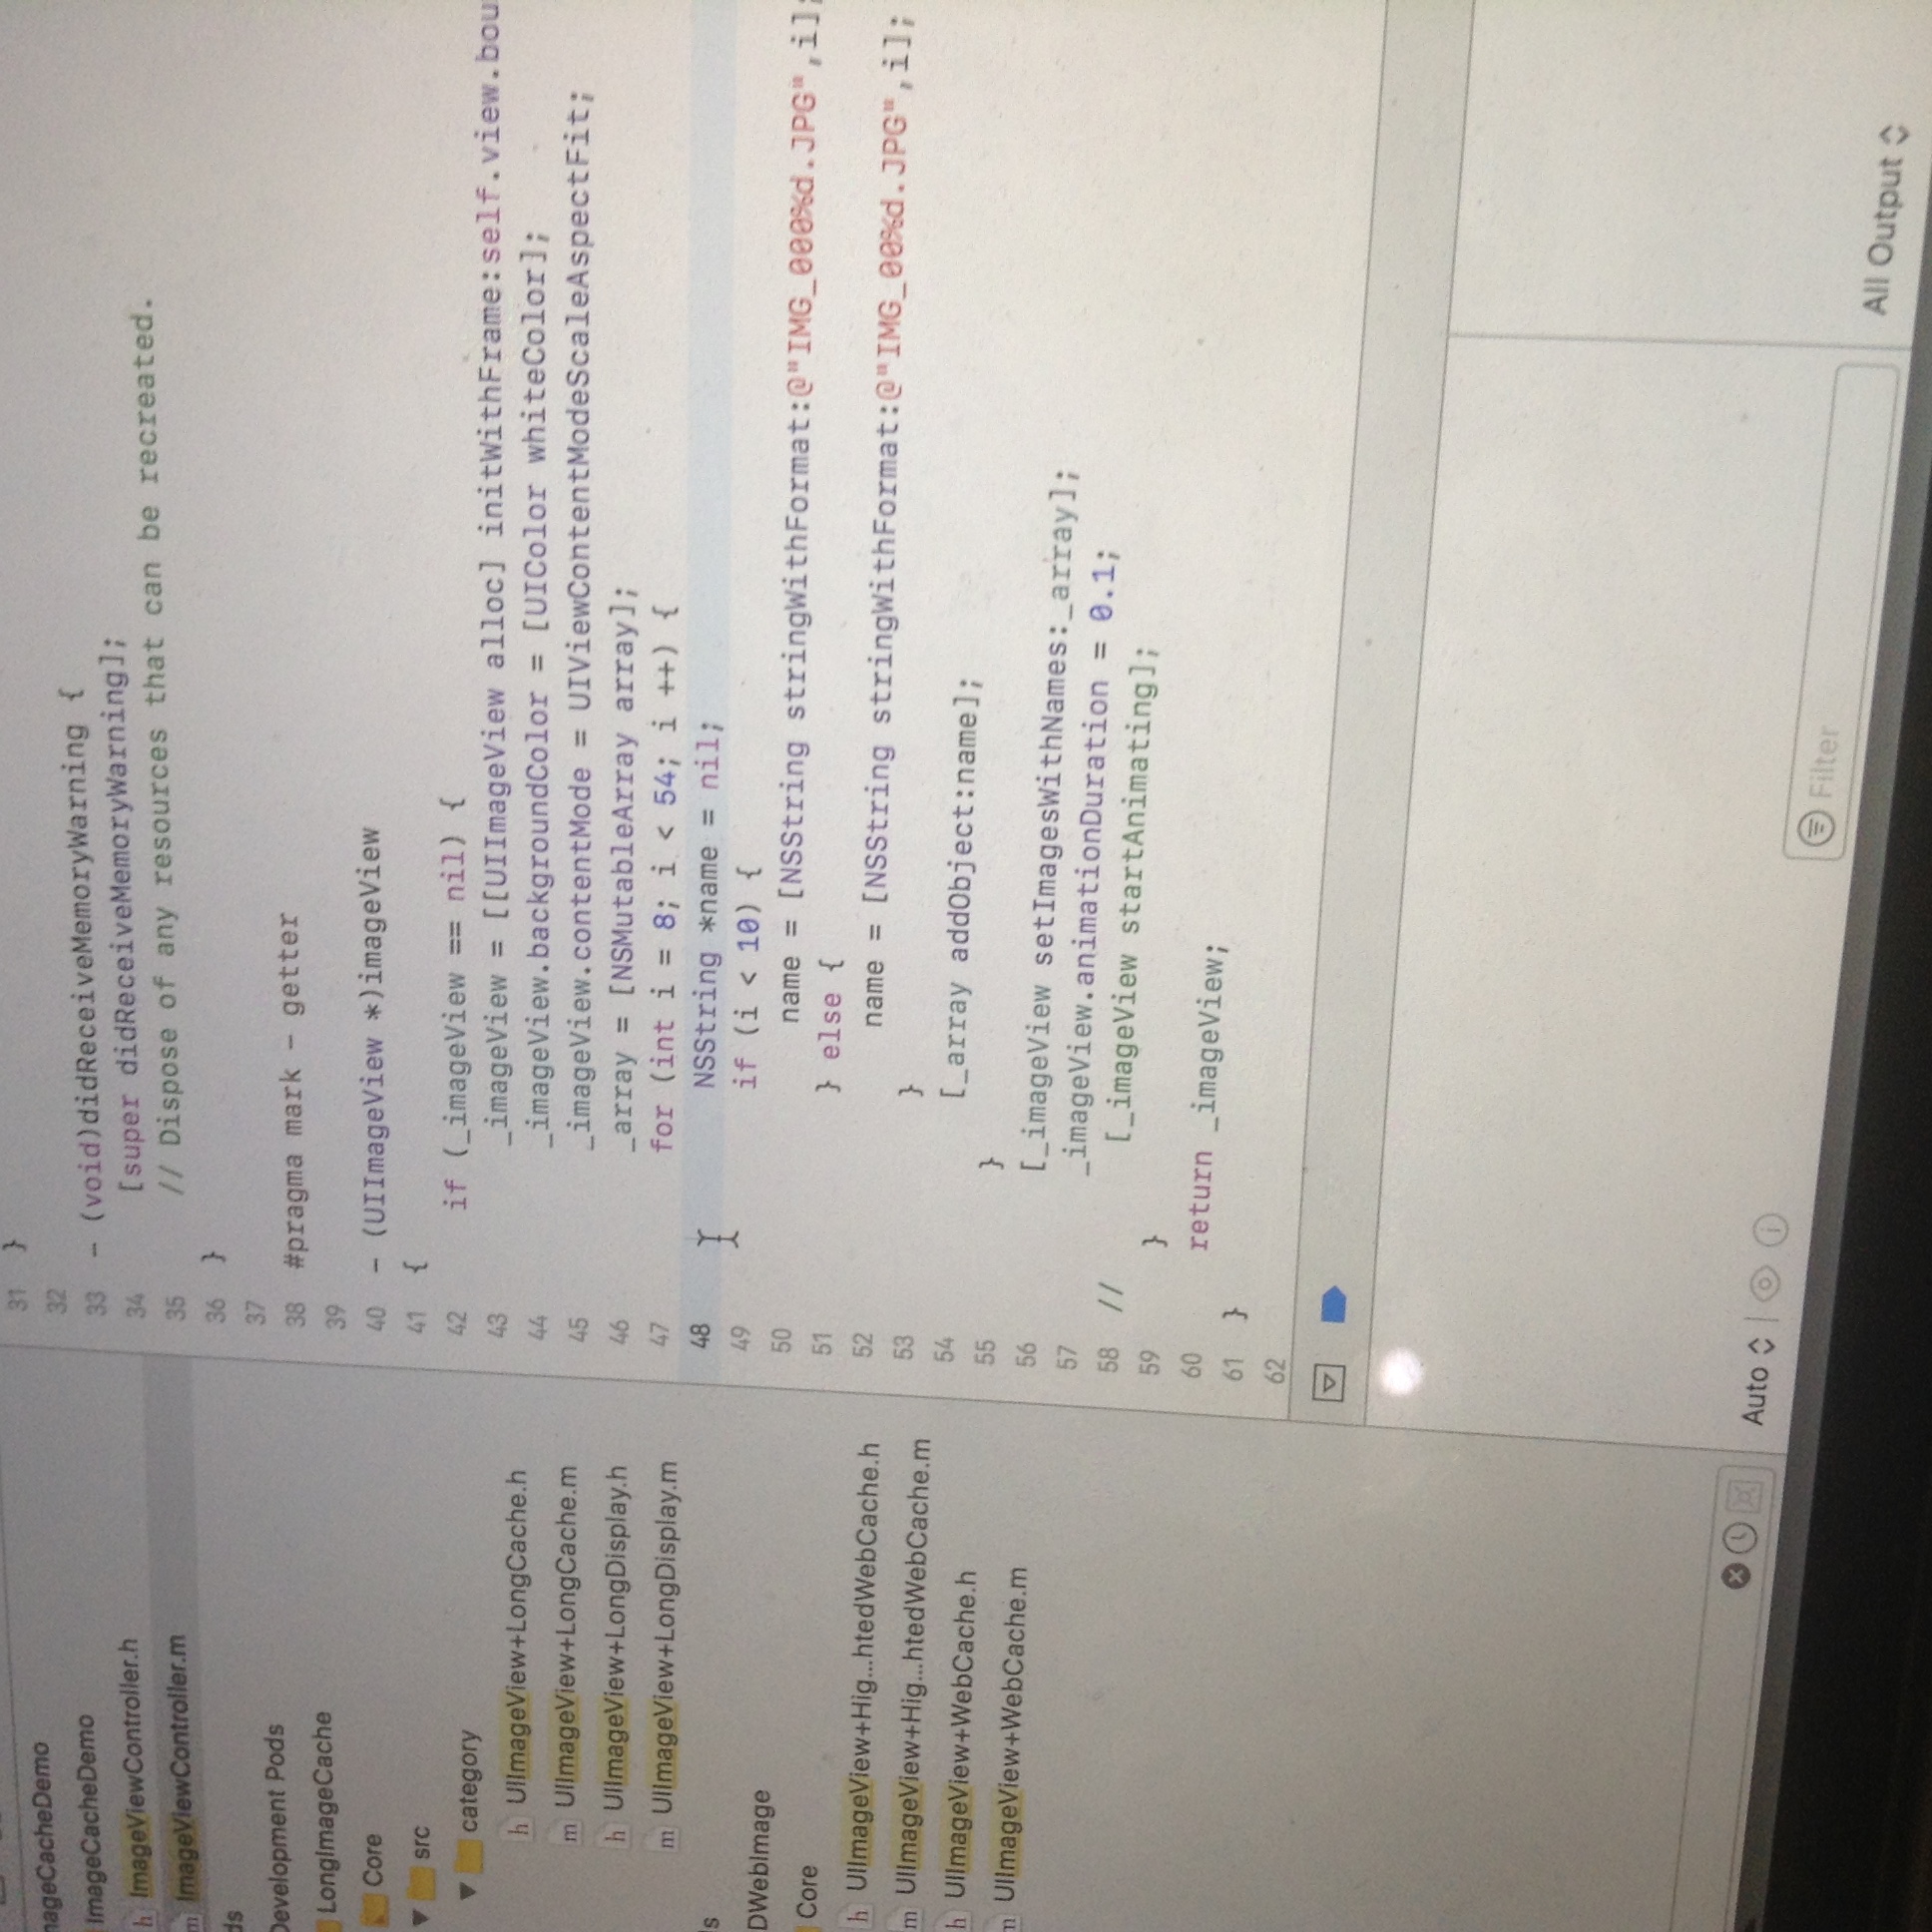 ImageCacheDemo
ImageViewController.h
ImageViewController.m
Development Pods
LongImageCache
Core
src
category
UIImageView+LongCache.h
UIImageView+LongCache.m
UIImageView+LongDisplay.h
UIImageView+LongDisplay.m
Core
UIImageView+Hig...htedWebCache.h
UIImageView+Hig...htedWebCache.m
UIImageView+WebCache.h
UIImageView+WebCache.m
31 }
32
33 - (void)didReceiveMemoryWarning {
34 [super didReceiveMemoryWarning];
35 // Dispose of any resources that can be recreated.
36 }
37
38 #pragma mark - getter
39
40 - (UIImageView *)imageView
41 {
42 if (_imageView == nil) {
43 _imageView = [[UIImageView alloc] initWithFrame:self.view.bou
44 _imageView.backgroundColor = [UIColor whiteColor];
45 _imageView.contentMode = UIViewContentModeScaleAspectFit;
46 _array = [NSMutableArray array];
47 for (int i = 8; i < 54; i ++) {
48 NSString *name = nil;
49 if (i < 10) {
50 name = [NSString stringWithFormat:@"IMG_000%d.JPG",i];
51 } else {
52 name = [NSString stringWithFormat:@"IMG_00%d.JPG",i];
53 }
54 [_array addObject:name];
55 }
56 [_imageView setImagesWithNames:_array];
57 _imageView.animationDuration = 0.1;
58 // [_imageView startAnimating];
59 }
60 return _imageView;
61 }
62
Auto
Filter
All Output